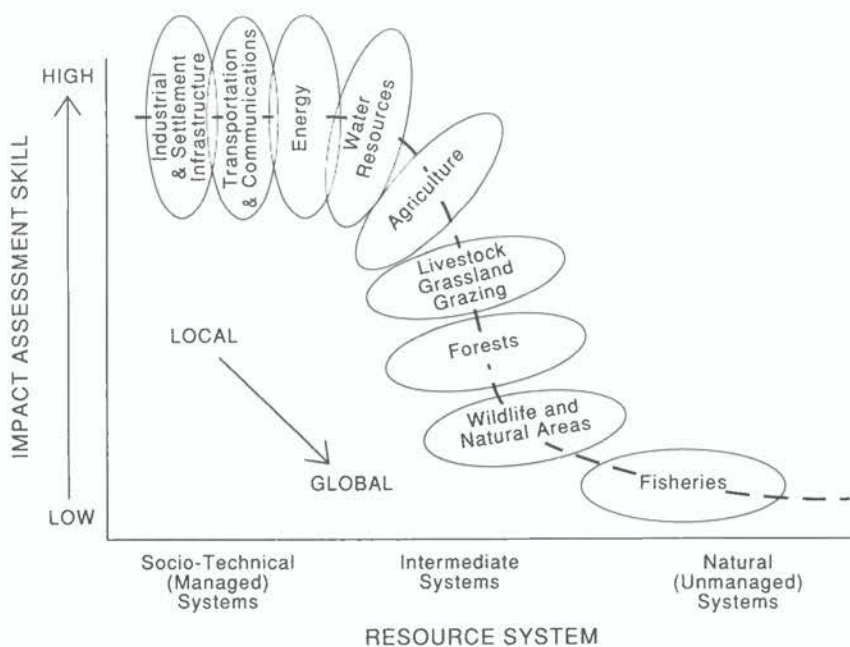 IMPACT ASSESSMENT SKILL
HIGH
LOW
Industrial
& Settlement
Infrastructure
Transportation
& Communications
Energy
Water
Resources
Agriculture
Livestock
Grassland
Grazing
Forests
Wildlife and
Natural Areas
Fisheries
LOCAL
GLOBAL
Socio-Technical
(Managed)
Systems
Intermediate
Systems
Natural
(Unmanaged)
Systems
RESOURCE SYSTEM